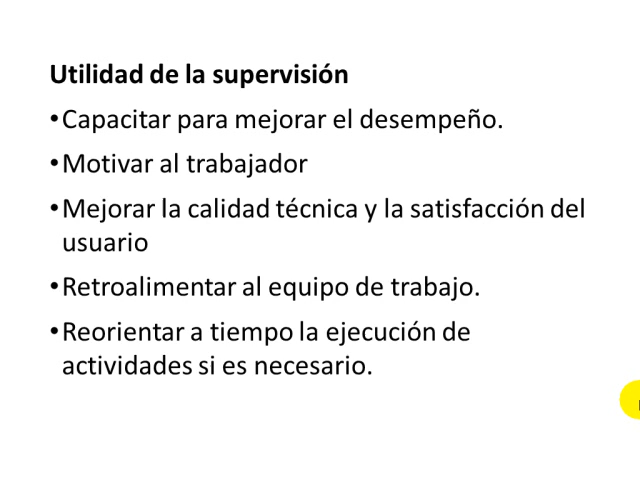 Utilidad de la supervisión
•Capacitar para mejorar el desempeño.
•Motivar al trabajador
•Mejorar la calidad técnica y la satisfacción del
usuario
•Retroalimentar al equipo de trabajo.
•Reorientar a tiempo la ejecución de
actividades si es necesario.